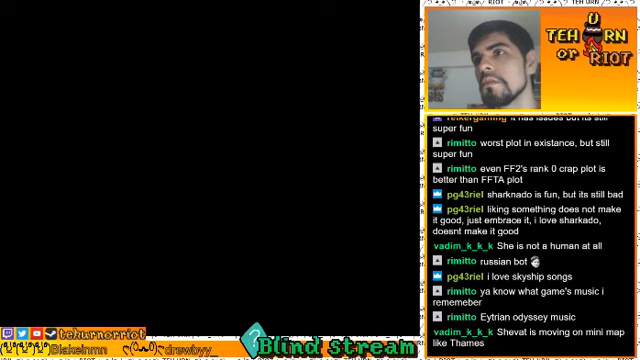 TEH URN
or RIOT
relkergaming it has issues but its still
super fun
rimitto worst plot in existance, but still
super fun
rimitto even FF2's rank 0 crap plot is
better than FFTA plot
pg43riel sharknado is fun, but its still bad
pg43riel liking something does not make
it good, just embrace it, i love sharkado,
doesnt make it good
vadim_k_k_k She is not a human at all
rimitto russian bot
pg43riel i love skyship songs
rimitto ya know what game's music i
rememeber
rimitto Eytrian odyssey music
vadim_k_k_k Shevat is moving on mini map
like Thames
tehurnorriot
Blakeinmn
drewbyy_
Blind Stream